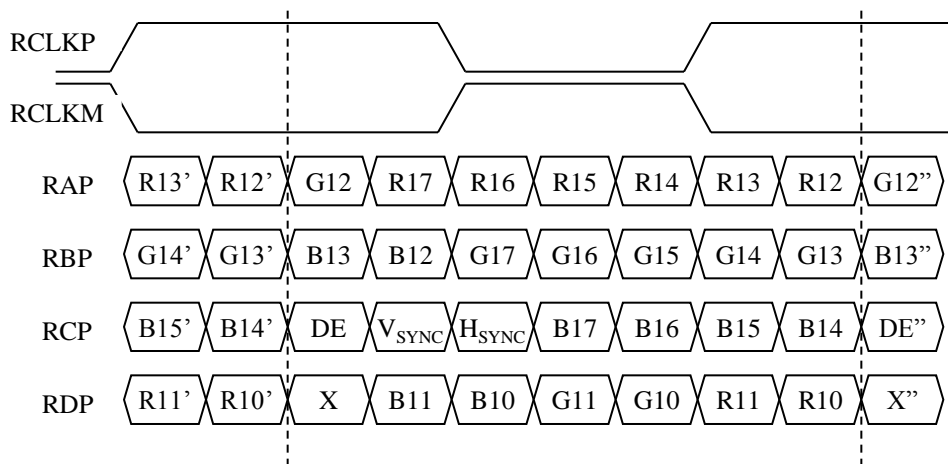 RCLKP
RCLKM
RAP R13’ R12’ G12 R17 R16 R15 R14 R13 R12 G12”
RBP G14’ G13’ B13 B12 G17 G16 G15 G14 G13 B13”
RCP B15’ B14’ DE VSYNC HSYNC B17 B16 B15 B14 DE”
RDP R11’ R10’ X B11 B10 G11 G10 R11 R10 X”